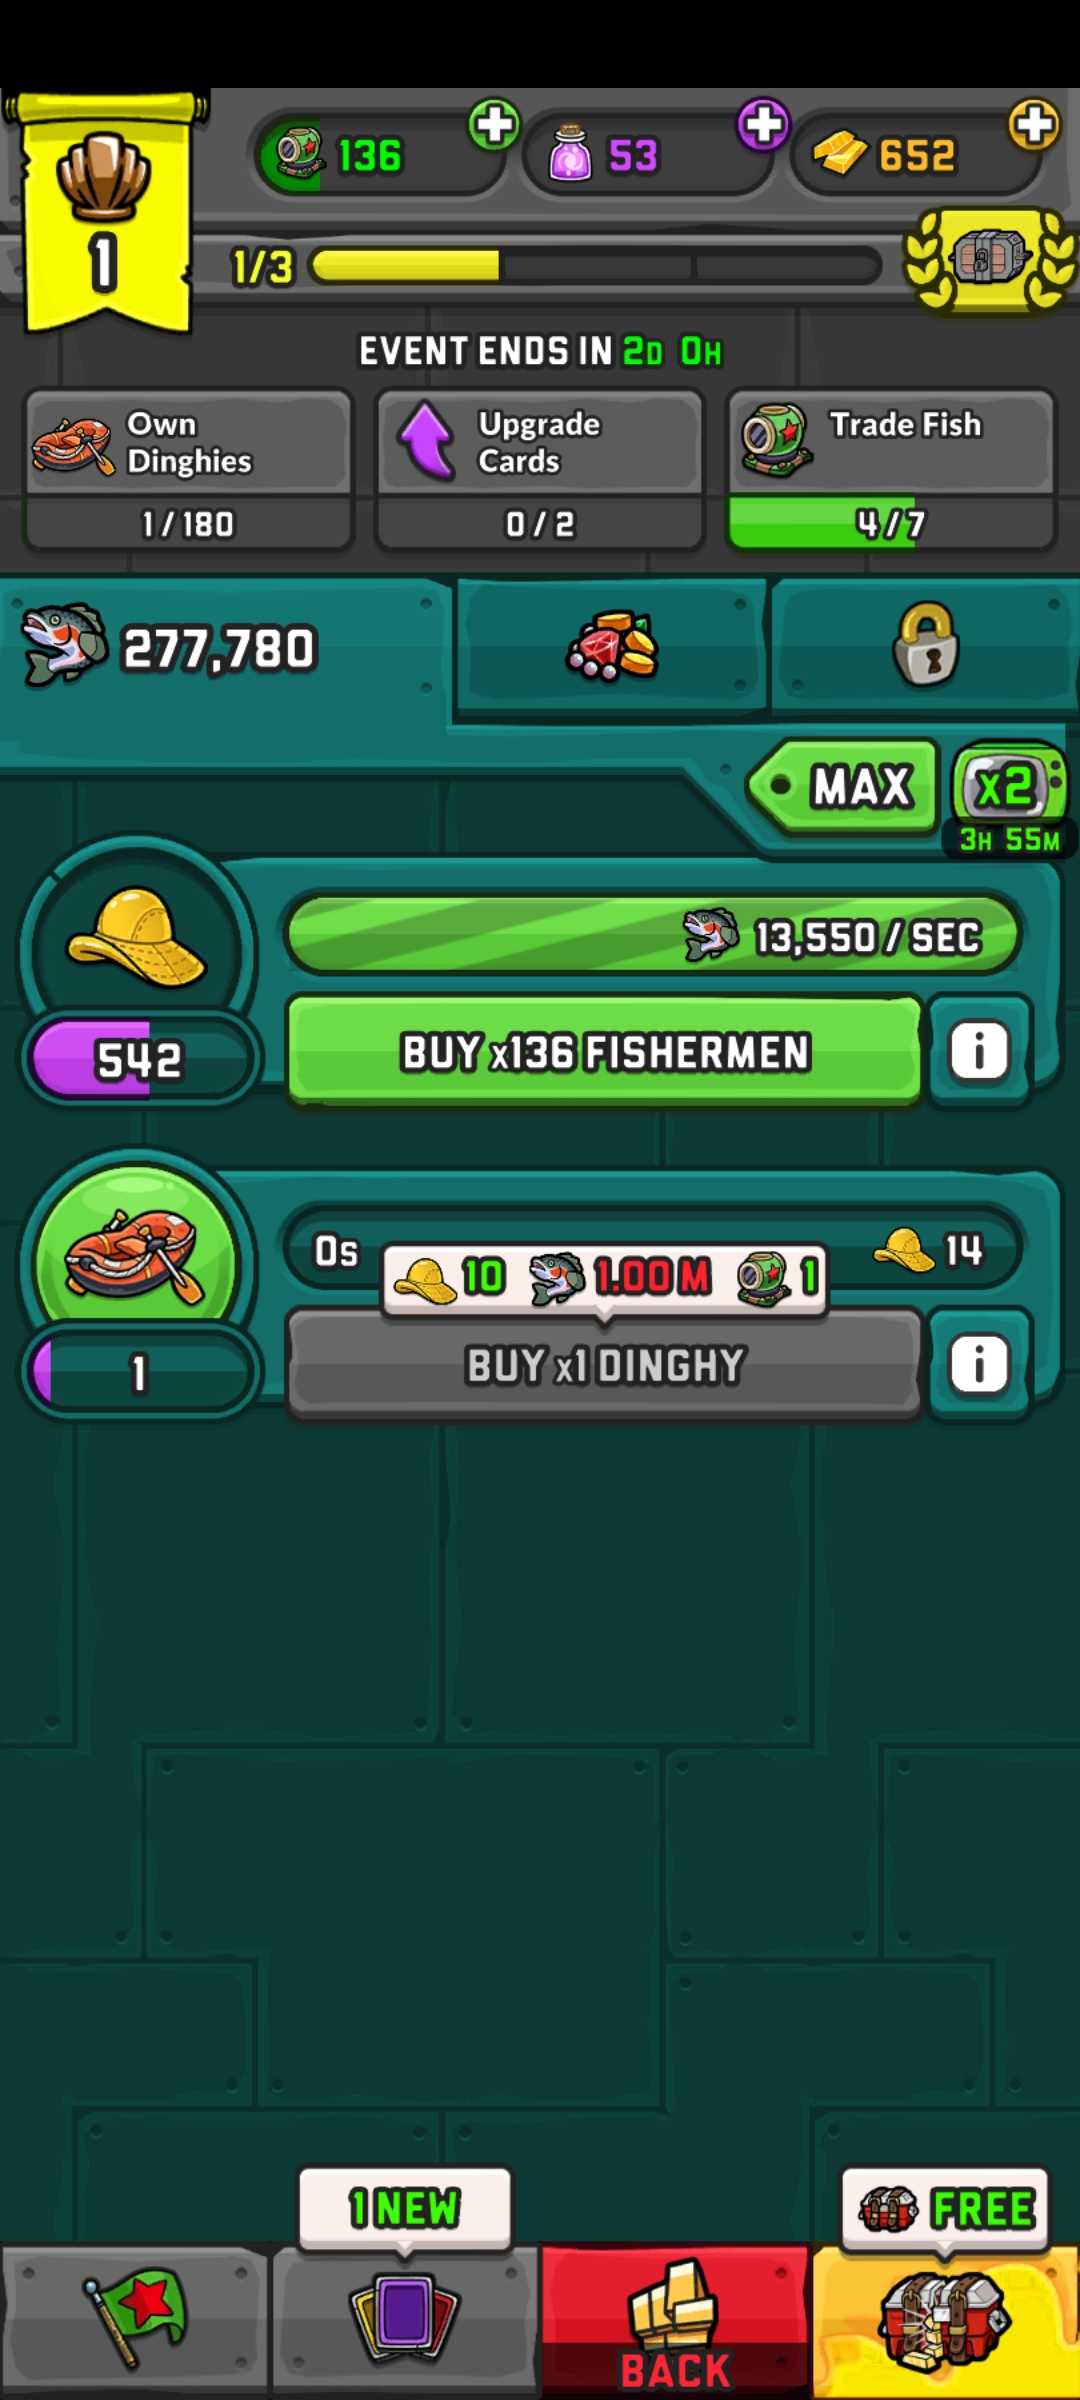 136
53
652
1
1/3
EVENT ENDS IN 2D 0H
Own Dinghies
1/180
Upgrade Cards
0/2
Trade Fish
4/7
277,780
MAX
x2
3H 55M
13,550/SEC
542
BUY x136 FISHERMEN
i
0s
14
10
1.00M
1
1
BUY x1 DINGHY
i
1 NEW
FREE
BACK